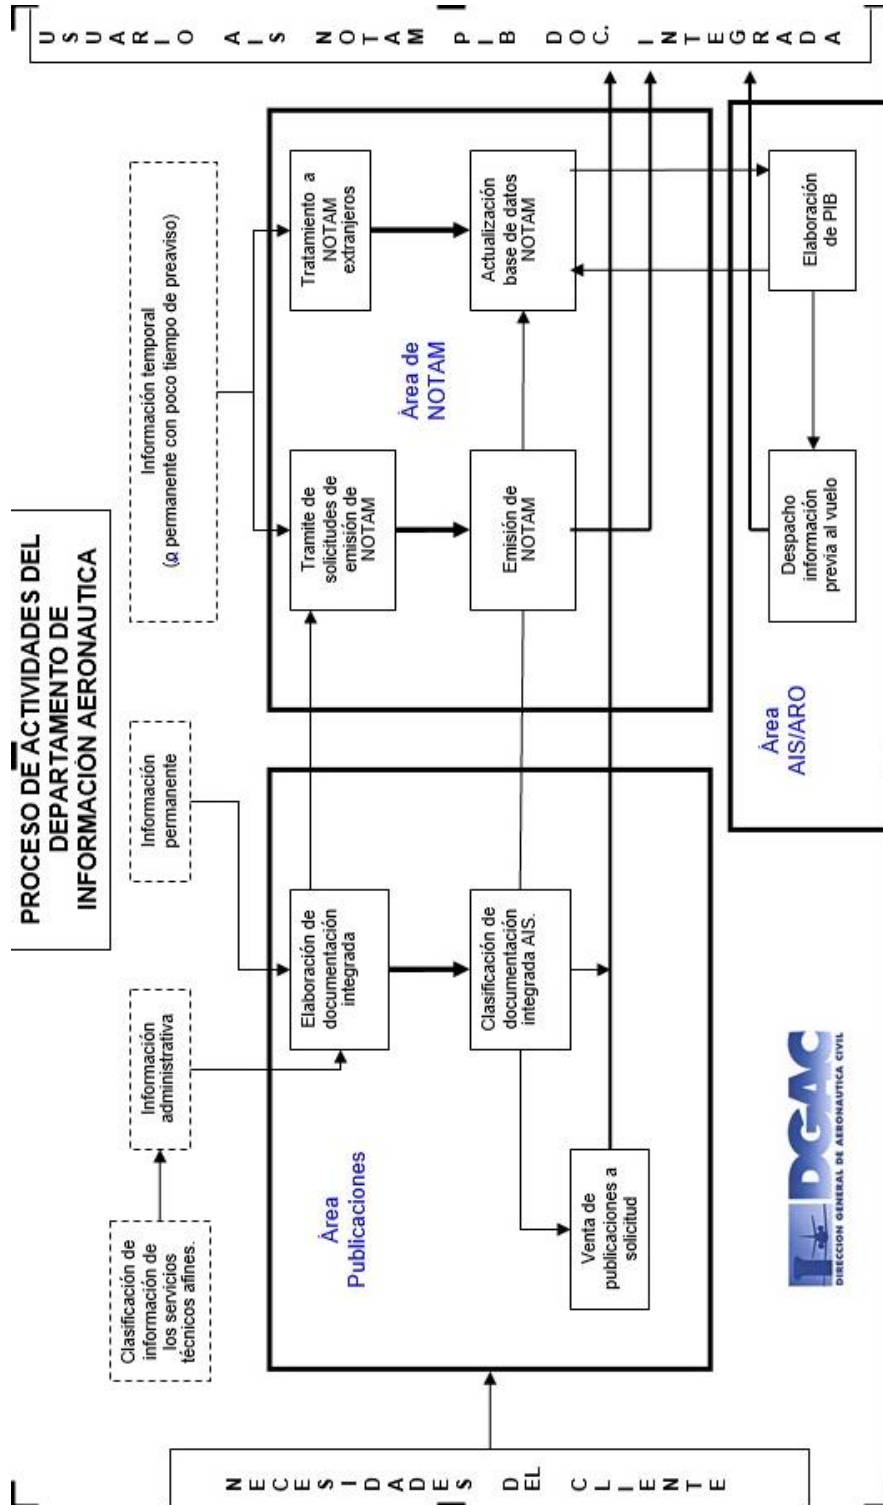 PROCESO DE ACTIVIDADES DEL
DEPARTAMENTO DE
INFORMACIÓN AERONAUTICA
NECESIDADES DEL CLIENTE
Clasificación de
información de
los servicios
técnicos afines.
Información
administrativa
Información
permanente
Información temporal
(o permanente con poco tiempo de preaviso)
Área
Publicaciones
Elaboración de
documentación
integrada
Clasificación de
documentación
integrada AIS.
Venta de
publicaciones a
solicitud
Área de
NOTAM
Tramite de
solicitudes de
emisión de
NOTAM
Tratamiento a
NOTAM
extranjeros
Emisión de
NOTAM
Actualización
base de datos
NOTAM
Área
AIS/ARO
Despacho
información
previa al vuelo
Elaboración
de PIB
USUARIO AIS NOTAM PIB DOC. INTEGRADA
DGAC
DIRECCION GENERAL DE AERONAUTICA CIVIL